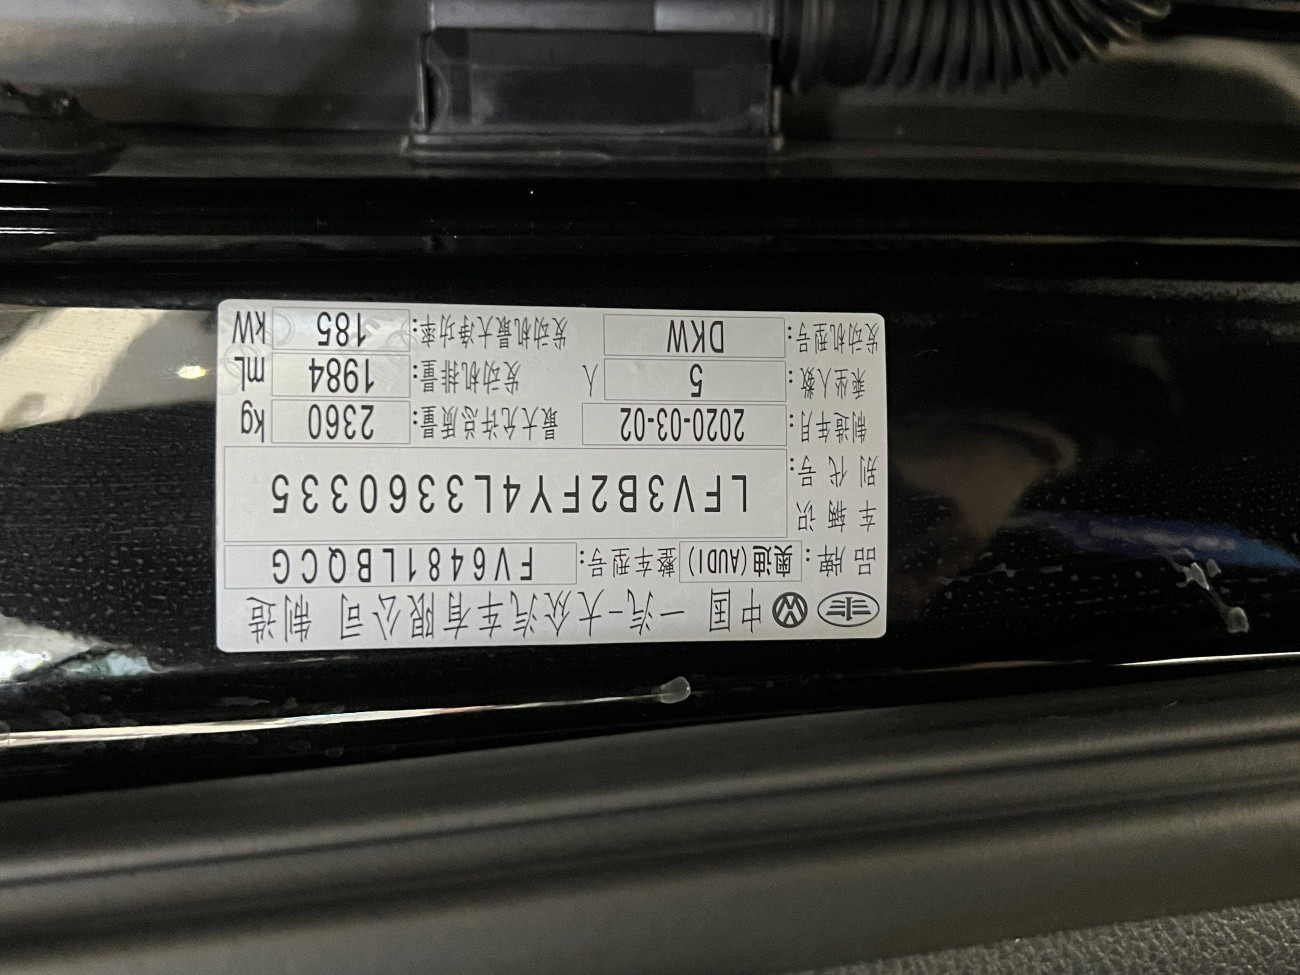 中国 一汽-大众汽车有限公司 制造
品牌: 奥迪(AUDI) 整车型号: FV6481LBQCG
车辆识别代号: LFV3B2FY4L3360335
制造年月: 2020-03-02 最大允许总质量: 2360 kg
乘坐人数: 5 人 发动机排量: 1984 mL
发动机型号: DKW 发动机最大净功率: 185 kW